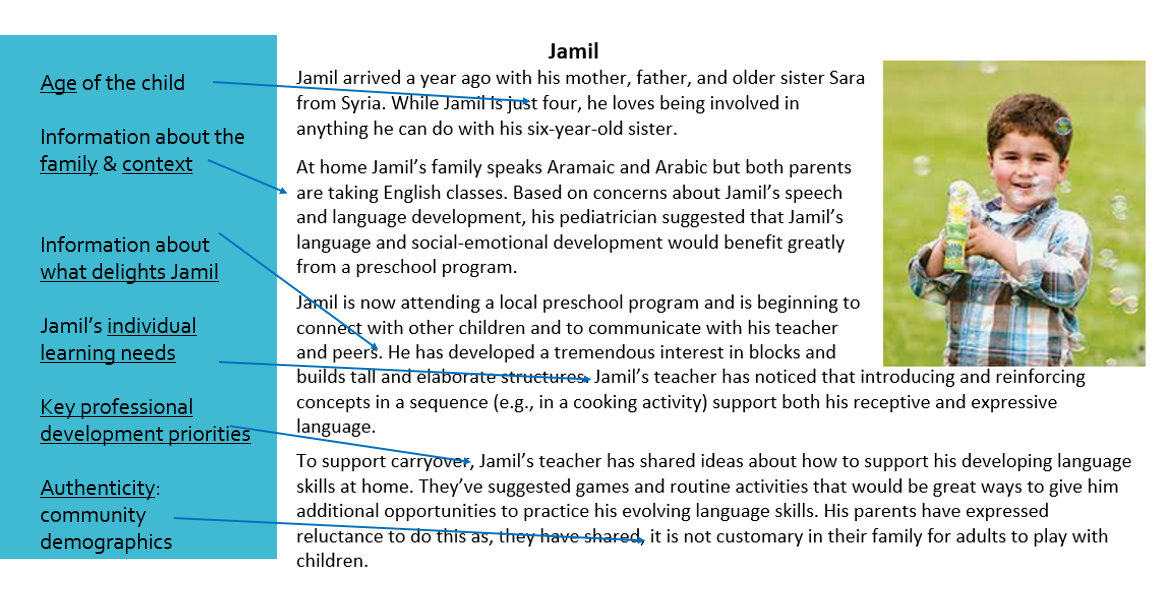 Jamil
Age of the child
Information about the
family & context
Information about
what delights Jamil
Jamil's individual
learning needs
Key professional
development priorities
Authenticity:
community
demographics
Jamil arrived a year ago with his mother, father, and older sister Sara
from Syria. While Jamil is just four, he loves being involved in
anything he can do with his six-year-old sister.
At home Jamil's family speaks Aramaic and Arabic but both parents
are taking English classes. Based on concerns about Jamil's speech
and language development, his pediatrician suggested that Jamil's
language and social-emotional development would benefit greatly
from a preschool program.
Jamil is now attending a local preschool program and is beginning to
connect with other children and to communicate with his teacher
and peers. He has developed a tremendous interest in blocks and
builds tall and elaborate structures. Jamil's teacher has noticed that introducing and reinforcing
concepts in a sequence (e.g., in a cooking activity) support both his receptive and expressive
language.
To support carryover, Jamil's teacher has shared ideas about how to support his developing language
skills at home. They've suggested games and routine activities that would be great ways to give him
additional opportunities to practice his evolving language skills. His parents have expressed
reluctance to do this as, they have shared, it is not customary in their family for adults to play with
children.